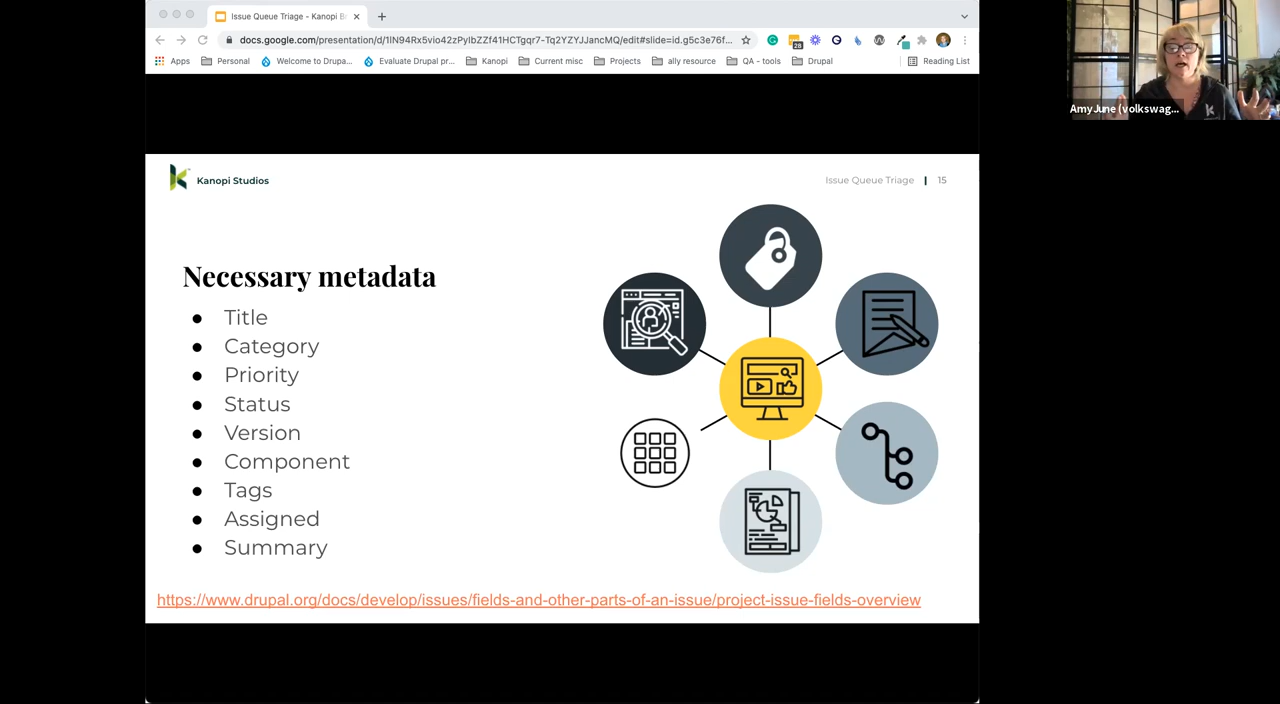 Issue Queue Triage - Kanopi B
docs.google.com/presentation/d/1lN94Rx5vio42zPylbZZf41HCTgqr7-Tq2YZYJJancMQ/edit#slide=id.g5c3e76f...
28
Apps
Personal
Welcome to Drupa...
Evaluate Drupal pr...
Kanopi
Current misc
Projects
ally resource
QA - tools
Drupal
Reading List
AmyJune (volkswag...
Kanopi Studios
Issue Queue Triage | 15
Necessary metadata
● Title
● Category
● Priority
● Status
● Version
● Component
● Tags
● Assigned
● Summary
https://www.drupal.org/docs/develop/issues/fields-and-other-parts-of-an-issue/project-issue-fields-overview